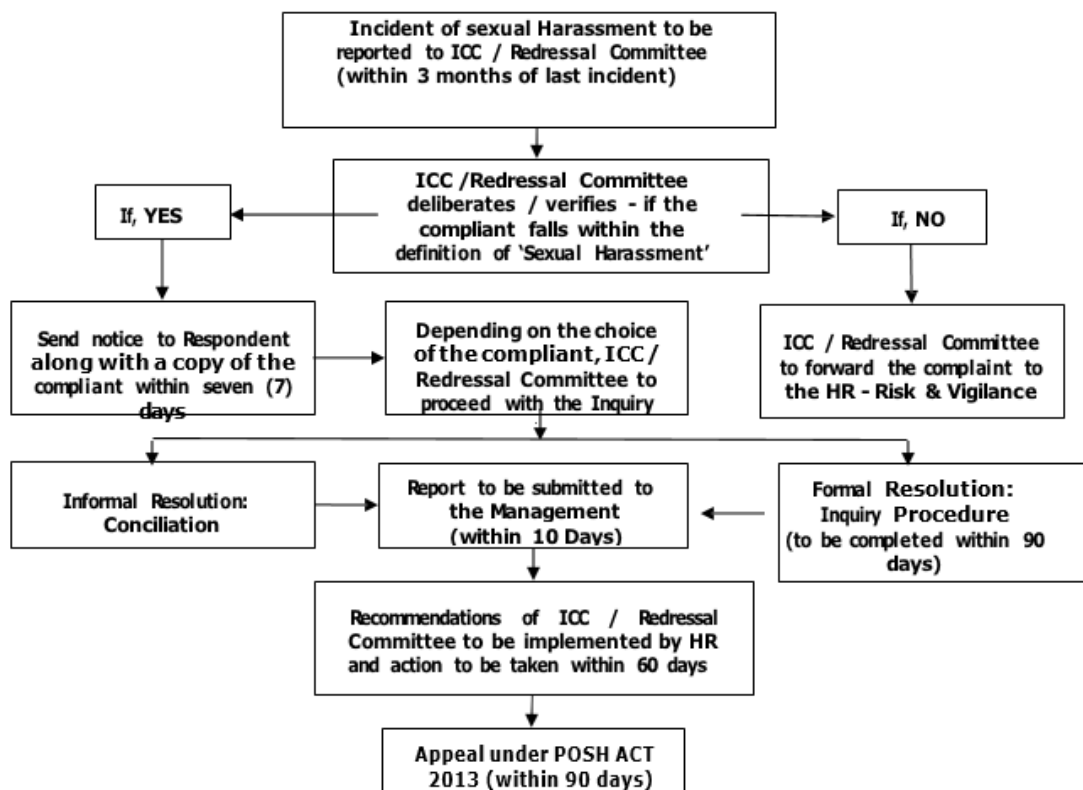 Incident of sexual Harassment to be
reported to ICC / Redressal Committee
(within 3 months of last incident)
ICC /Redressal Committee
deliberates / verifies - if the
compliant falls within the
definition of ‘Sexual Harassment’
If, YES
If, NO
Send notice to Respondent
along with a copy of the
compliant within seven (7)
days
Depending on the choice
of the compliant, ICC /
Redressal Committee to
proceed with the Inquiry
ICC / Redressal Committee
to forward the complaint to
the HR - Risk & Vigilance
Informal Resolution:
Conciliation
Report to be submitted to
the Management
(within 10 Days)
Formal Resolution:
Inquiry Procedure
(to be completed within 90
days)
Recommendations of ICC / Redressal
Committee to be implemented by HR
and action to be taken within 60 days
Appeal under POSH ACT
2013 (within 90 days)